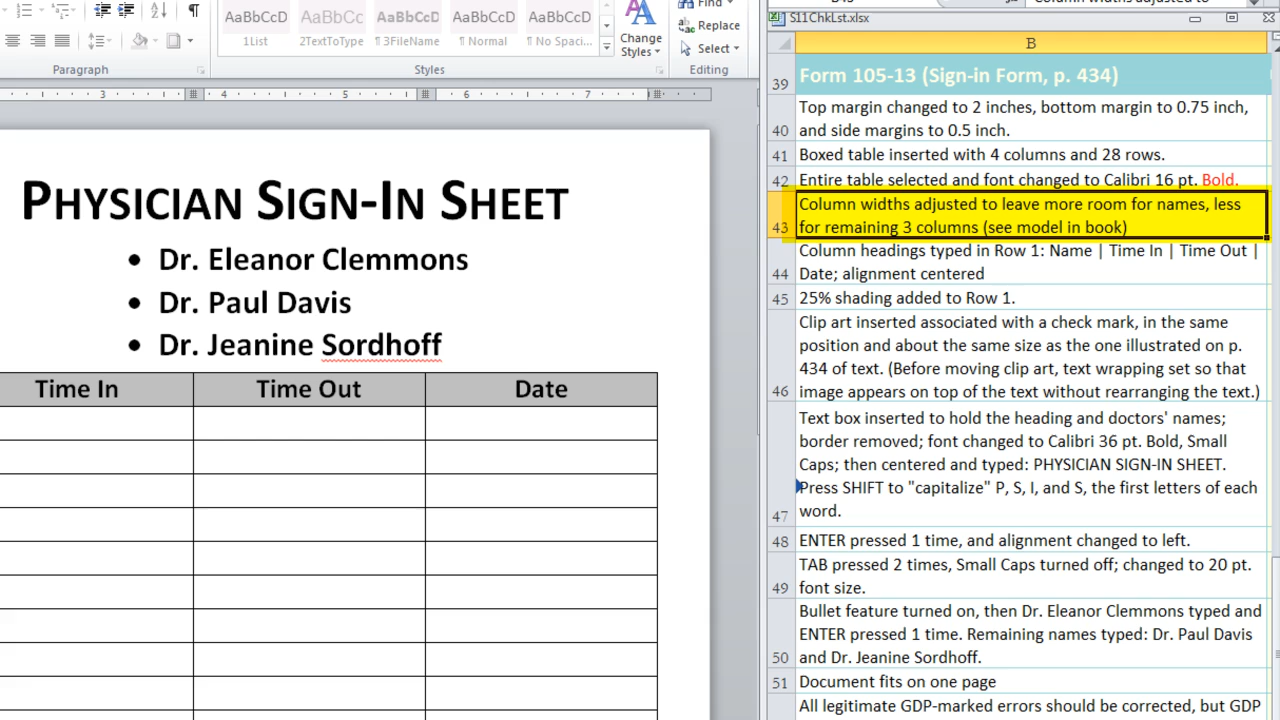 Find
Column widths adjusted to
S11ChkLst.xlsx
AaBbCcD AaBbCcD AaBbCcD AaBbCcD AaBbCcD
1List 2TextToType ¶ 3FileName ¶ Normal ¶ No Spaci...
Change
Styles
Replace
Select
Paragraph Styles Editing
3 4 5 6 7
B
PHYSICIAN SIGN-IN SHEET
• Dr. Eleanor Clemmons
• Dr. Paul Davis
• Dr. Jeanine Sordhoff
Time In Time Out Date
39 Form 105-13 (Sign-in Form, p. 434)
Top margin changed to 2 inches, bottom margin to 0.75 inch,
40 and side margins to 0.5 inch.
41 Boxed table inserted with 4 columns and 28 rows.
42 Entire table selected and font changed to Calibri 16 pt. Bold.
Column widths adjusted to leave more room for names, less
43 for remaining 3 columns (see model in book)
Column headings typed in Row 1: Name | Time In | Time Out |
44 Date; alignment centered
45 25% shading added to Row 1.
Clip art inserted associated with a check mark, in the same
position and about the same size as the one illustrated on p.
434 of text. (Before moving clip art, text wrapping set so that
46 image appears on top of the text without rearranging the text.)
Text box inserted to hold the heading and doctors' names;
border removed; font changed to Calibri 36 pt. Bold, Small
Caps; then centered and typed: PHYSICIAN SIGN-IN SHEET.
Press SHIFT to "capitalize" P, S, I, and S, the first letters of each
47 word.
48 ENTER pressed 1 time, and alignment changed to left.
TAB pressed 2 times, Small Caps turned off; changed to 20 pt.
49 font size.
Bullet feature turned on, then Dr. Eleanor Clemmons typed and
ENTER pressed 1 time. Remaining names typed: Dr. Paul Davis
50 and Dr. Jeanine Sordhoff.
51 Document fits on one page
All legitimate GDP-marked errors should be corrected, but GDP